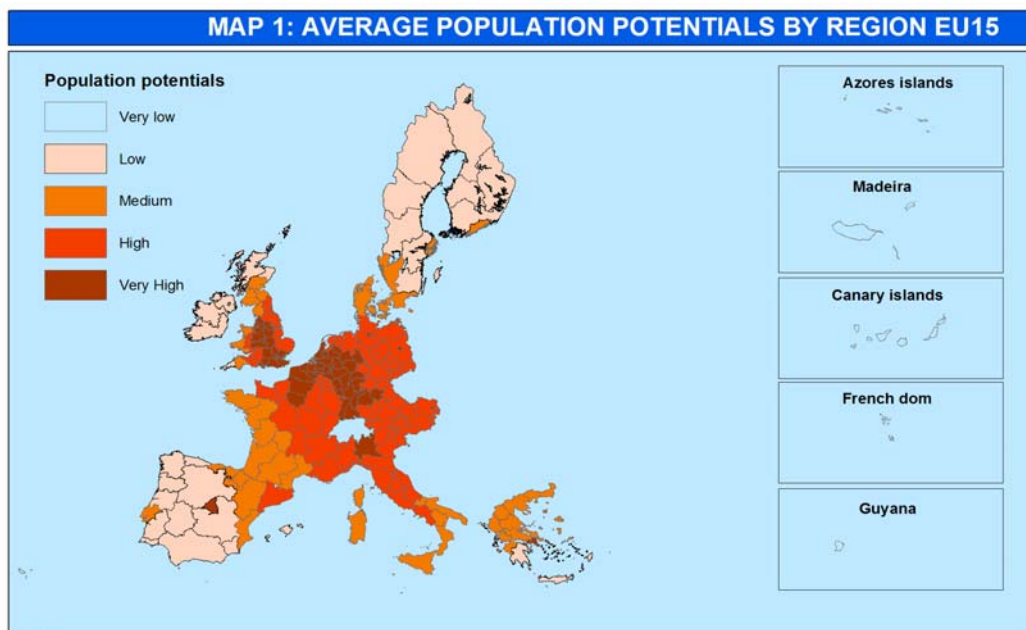 MAP 1: AVERAGE POPULATION POTENTIALS BY REGION EU15
Population potentials
Very low
Low
Medium
High
Very High
Azores islands
Madeira
Canary islands
French dom
Guyana